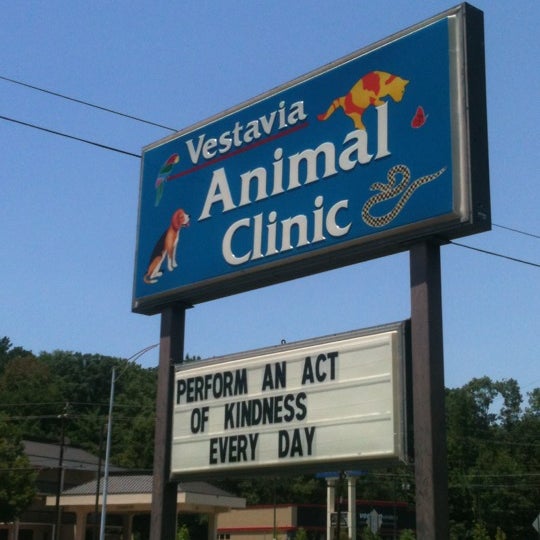 Vestavia
Animal
Clinic
PERFORM AN ACT
OF KINDNESS
EVERY DAY